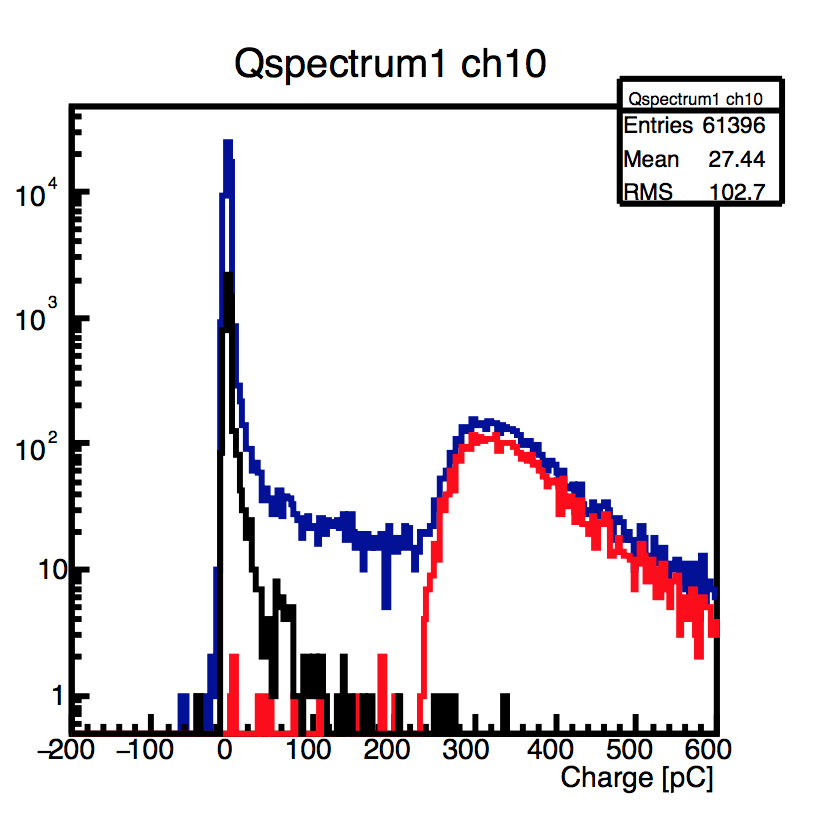 Qspectrum1 ch10
Qspectrum1 ch10
Entries 61396
Mean 27.44
RMS 102.7
10^4
10^3
10^2
10
1
−200 −100 0 100 200 300 400 500 600
Charge [pC]